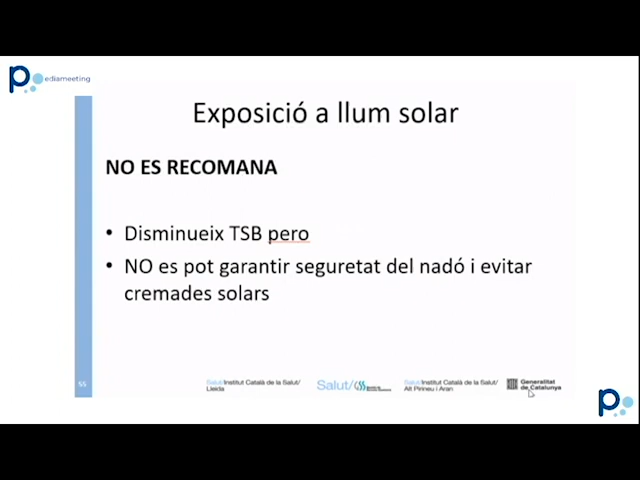 ediameeting
Exposició a llum solar
NO ES RECOMANA
• Disminueix TSB pero
• NO es pot garantir seguretat del nadó i evitar
cremades solars
55
Salut/Institut Català de la Salut/
Lleida
Salut/
Salut/Institut Català de la Salut/
Alt Pirineu i Aran
Generalitat
de Catalunya